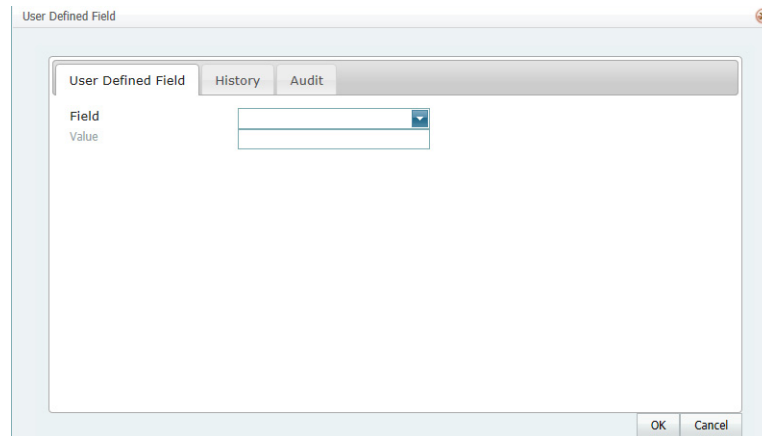 User Defined Field
User Defined Field History Audit
Field
Value
OK Cancel